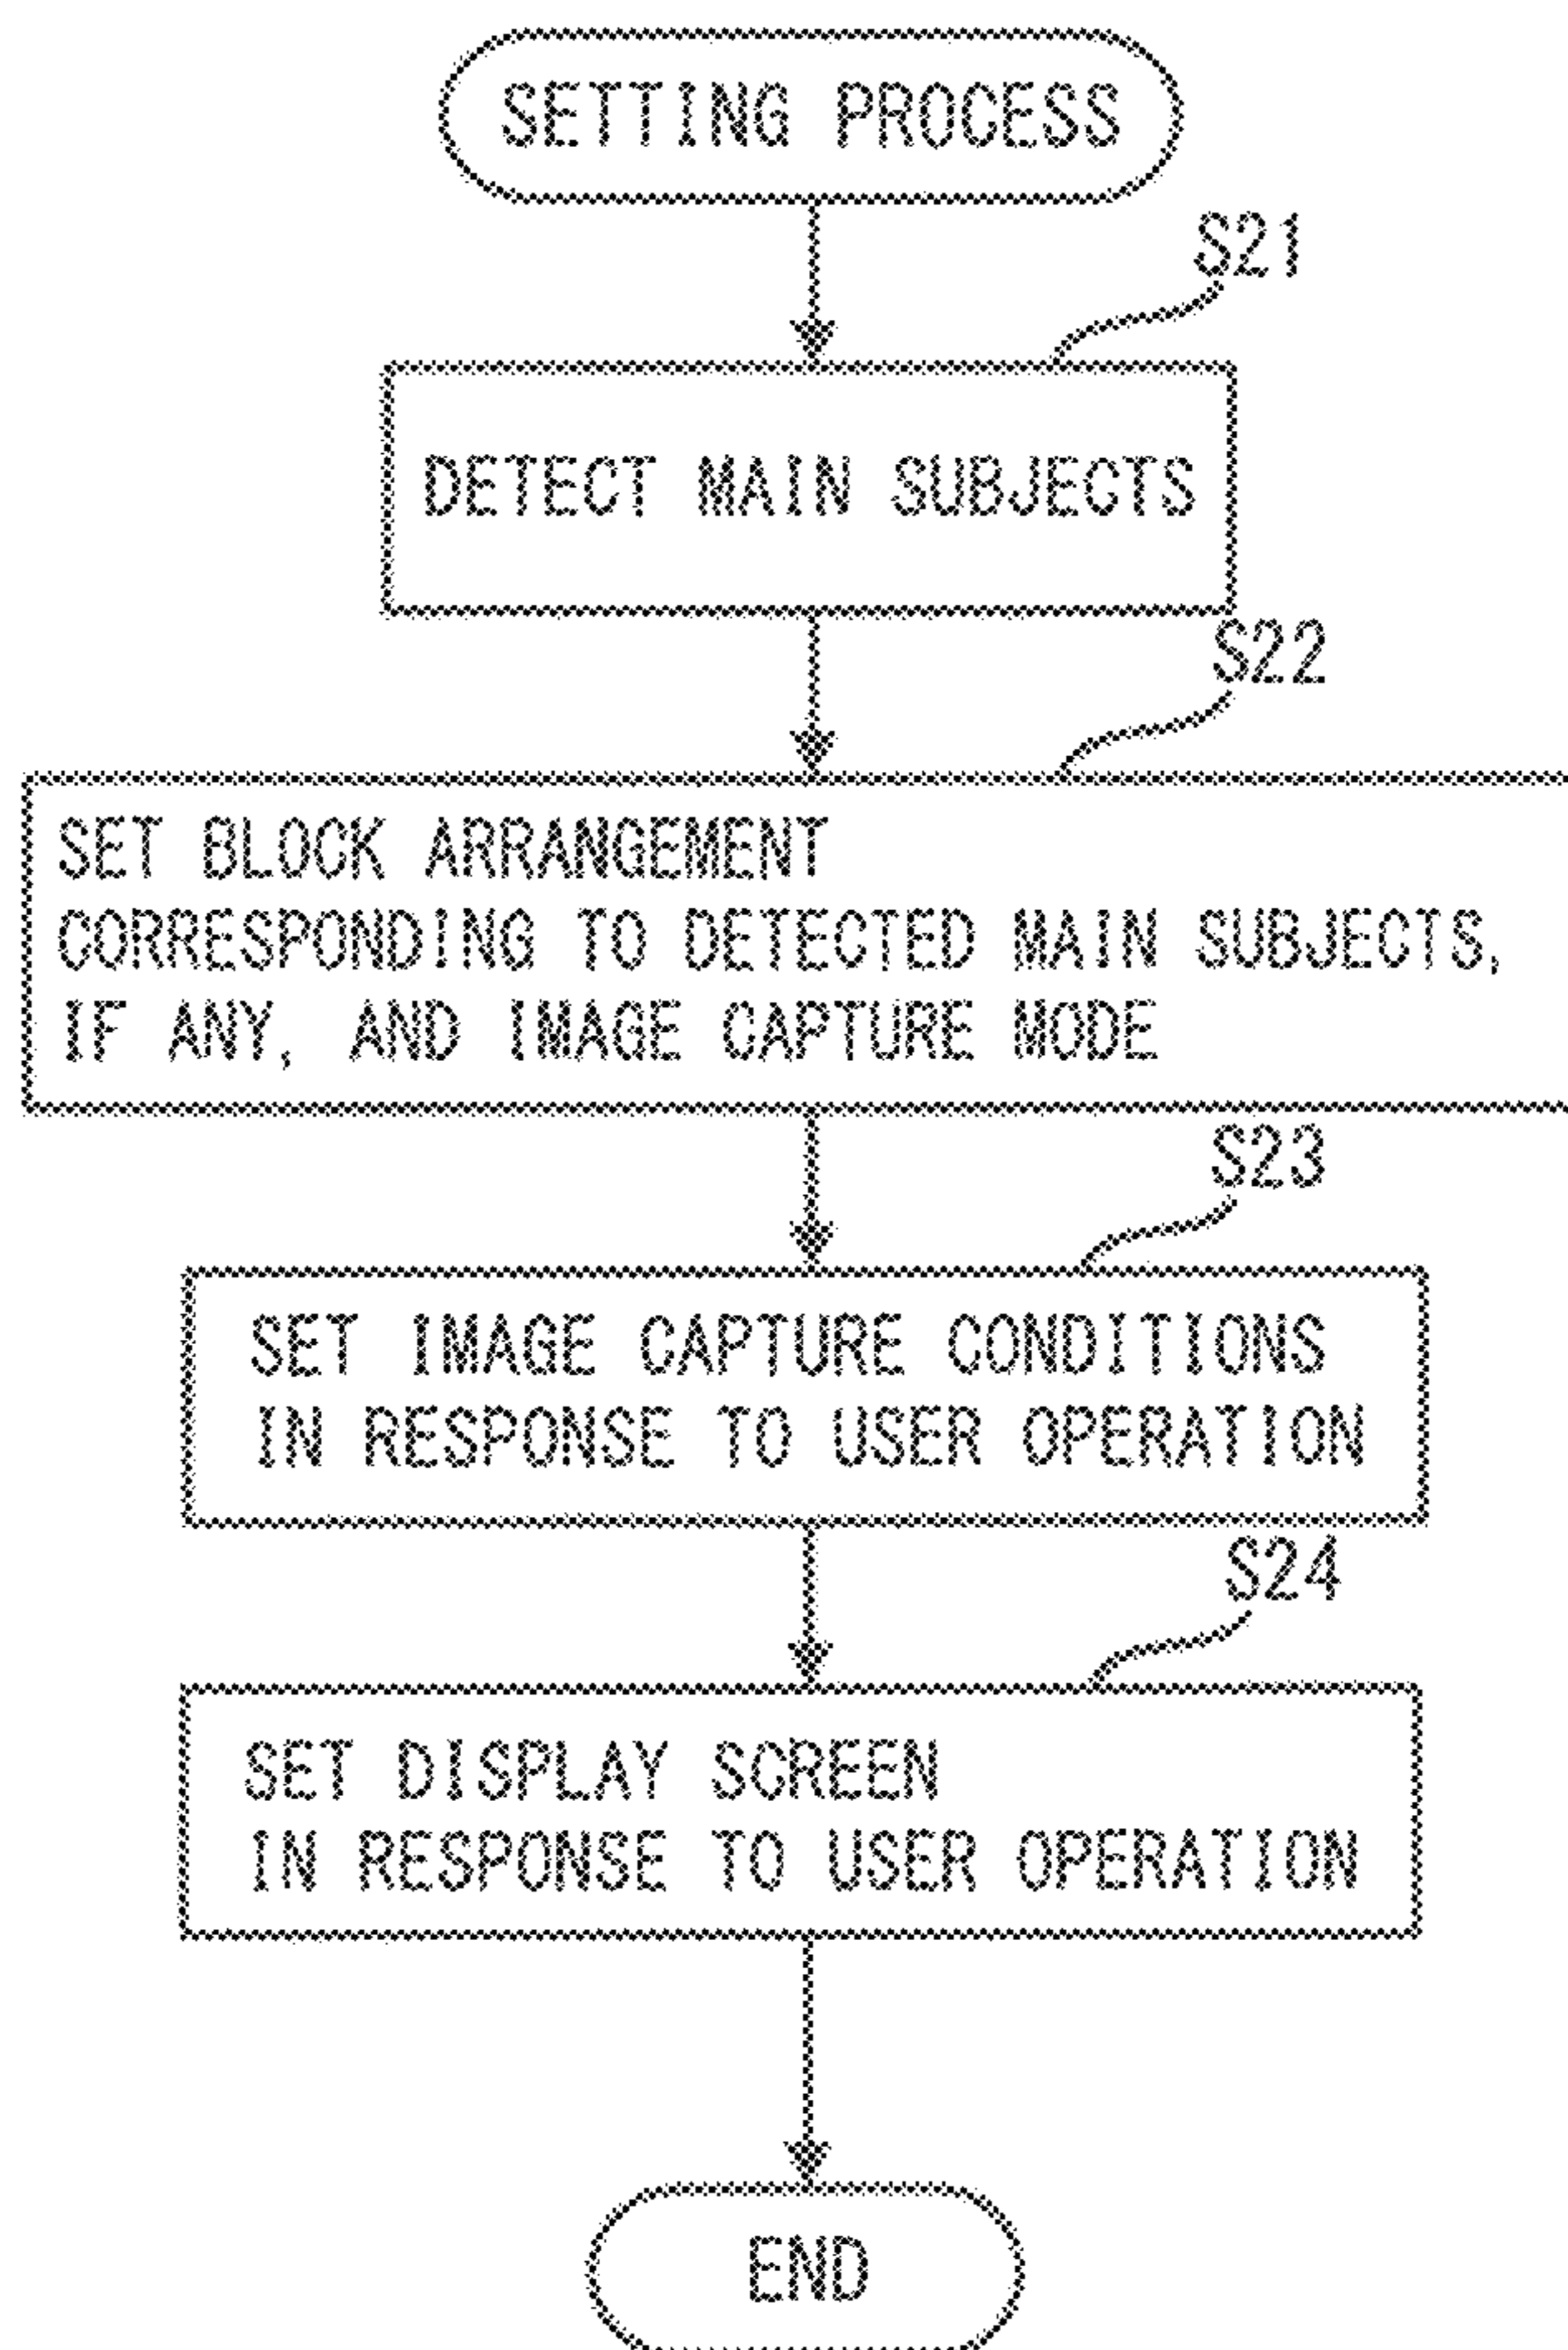 SETTING PROCESS
S21
DETECT MAIN SUBJECTS
S22
SET BLOCK ARRANGEMENT
CORRESPONDING TO DETECTED MAIN SUBJECTS,
IF ANY, AND IMAGE CAPTURE MODE
S23
SET IMAGE CAPTURE CONDITIONS
IN RESPONSE TO USER OPERATION
S24
SET DISPLAY SCREEN
IN RESPONSE TO USER OPERATION
END